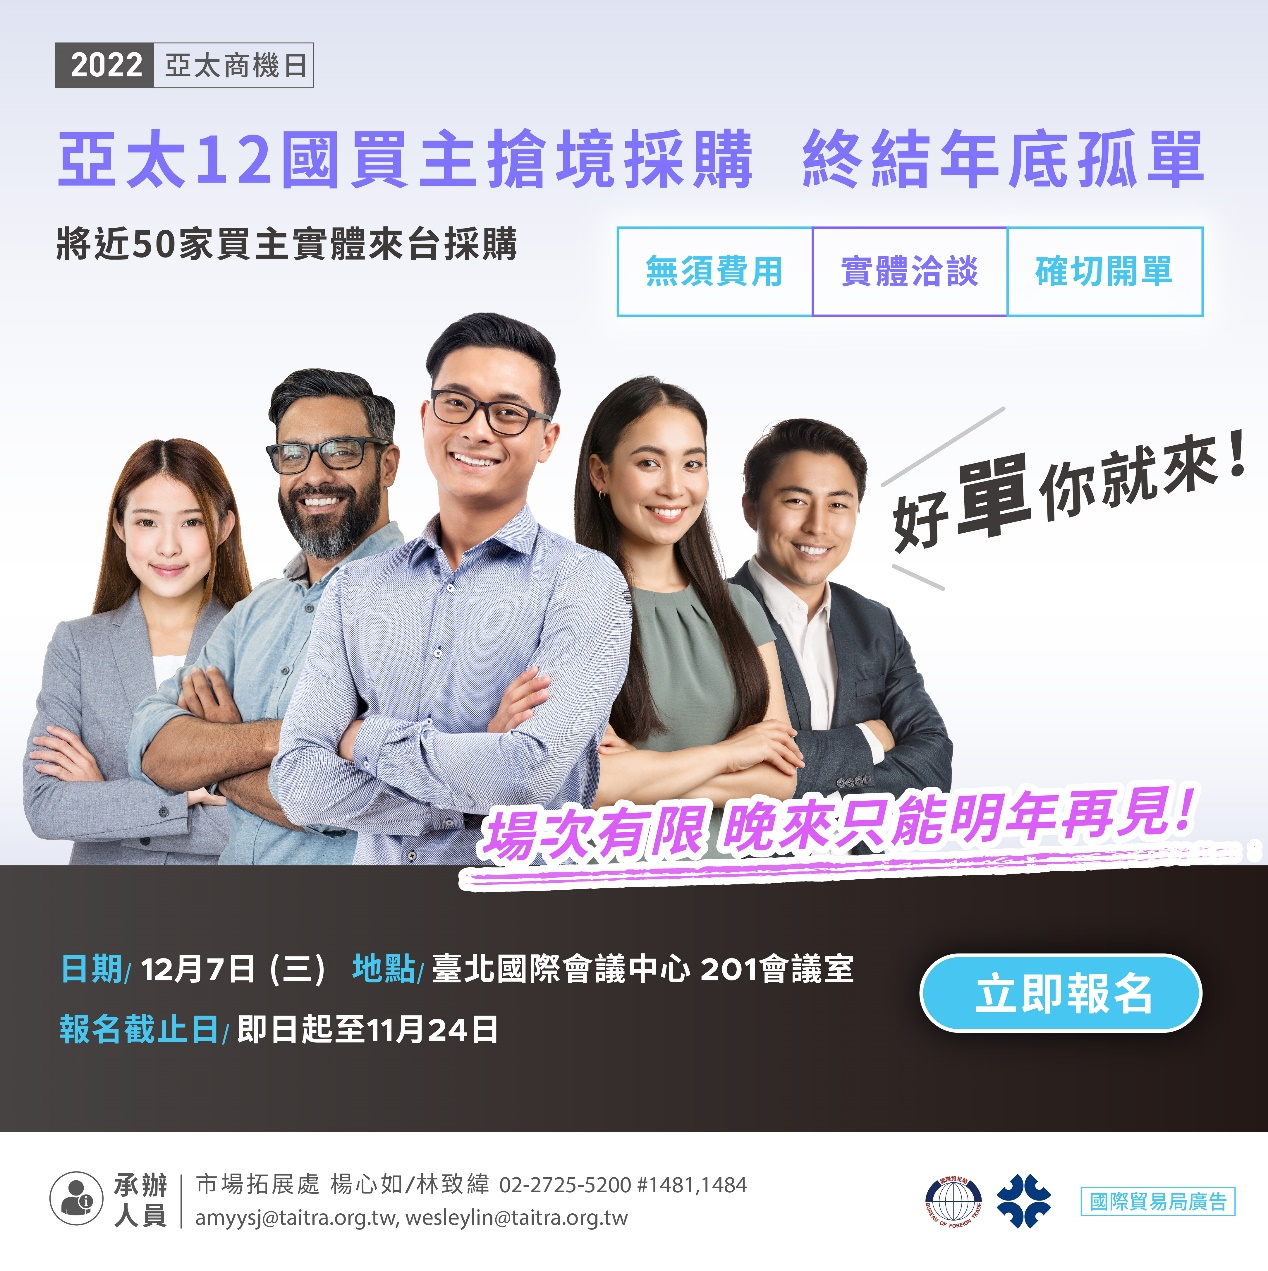 2022 亞太商機日
亞太12國買主搶境採購 終結年底孤單
將近50家買主實體來台採購
無須費用 實體洽談 確切開單
好單你就來!
場次有限 晚來只能明年再見!
日期/ 12月7日 (三) 地點/ 臺北國際會議中心 201會議室
報名截止日/ 即日起至11月24日
立即報名
承辦人員
市場拓展處 楊心如/林致緯 02-2725-5200 #1481,1484
amyysj@taitra.org.tw, wesleylin@taitra.org.tw
BUREAU OF FOREIGN TRADE
國際貿易局廣告